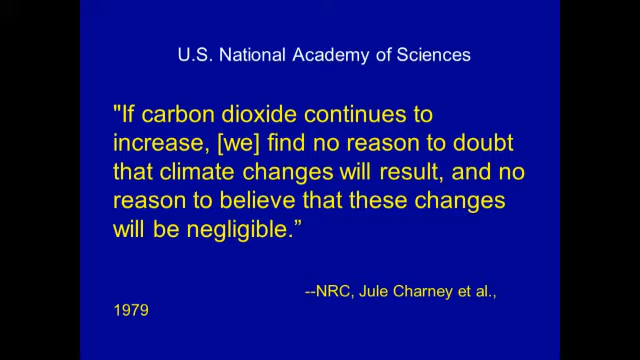 U.S. National Academy of Sciences
"If carbon dioxide continues to
increase, [we] find no reason to doubt
that climate changes will result, and no
reason to believe that these changes
will be negligible.”
--NRC, Jule Charney et al.,
1979